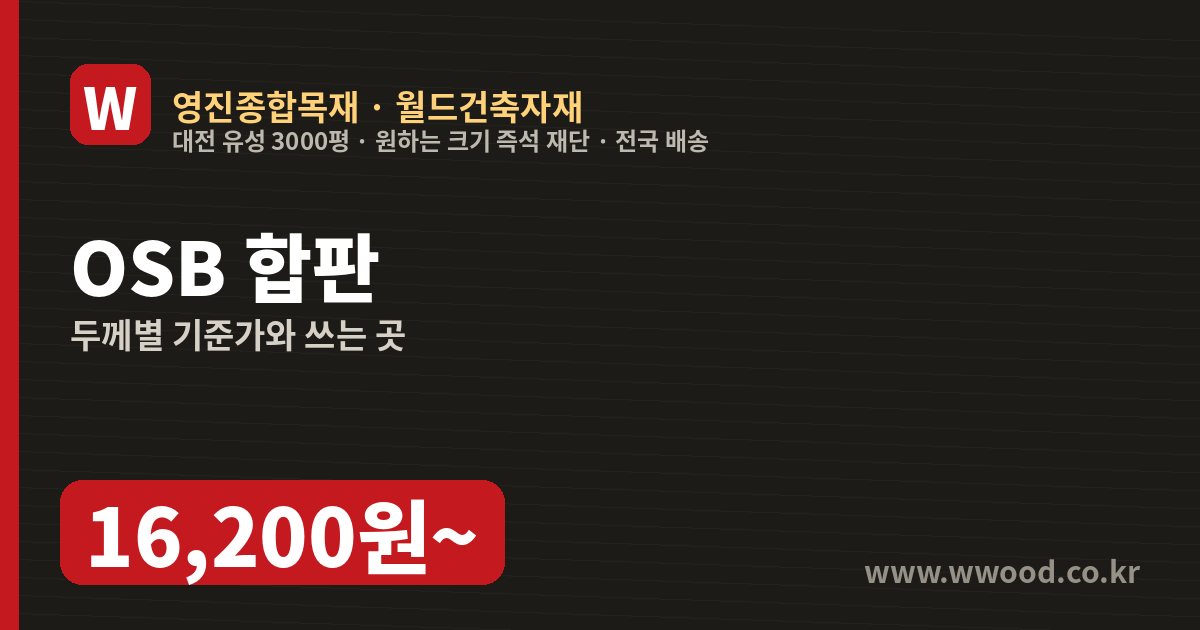 W
영진종합목재 · 월드건축자재
대전 유성 3000평 · 원하는 크기 즉석 재단 · 전국 배송
OSB 합판
두께별 기준가와 쓰는 곳
16,200원~
www.wwood.co.kr